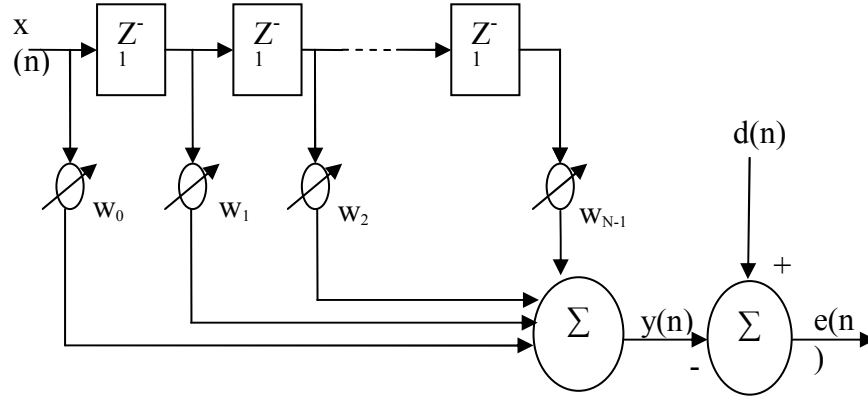 x
(n)
Z-
1
Z-
1
Z-
1
d(n)
w0
w1
w2
wN-1
+
Σ
y(n)
-
Σ
e(n
)